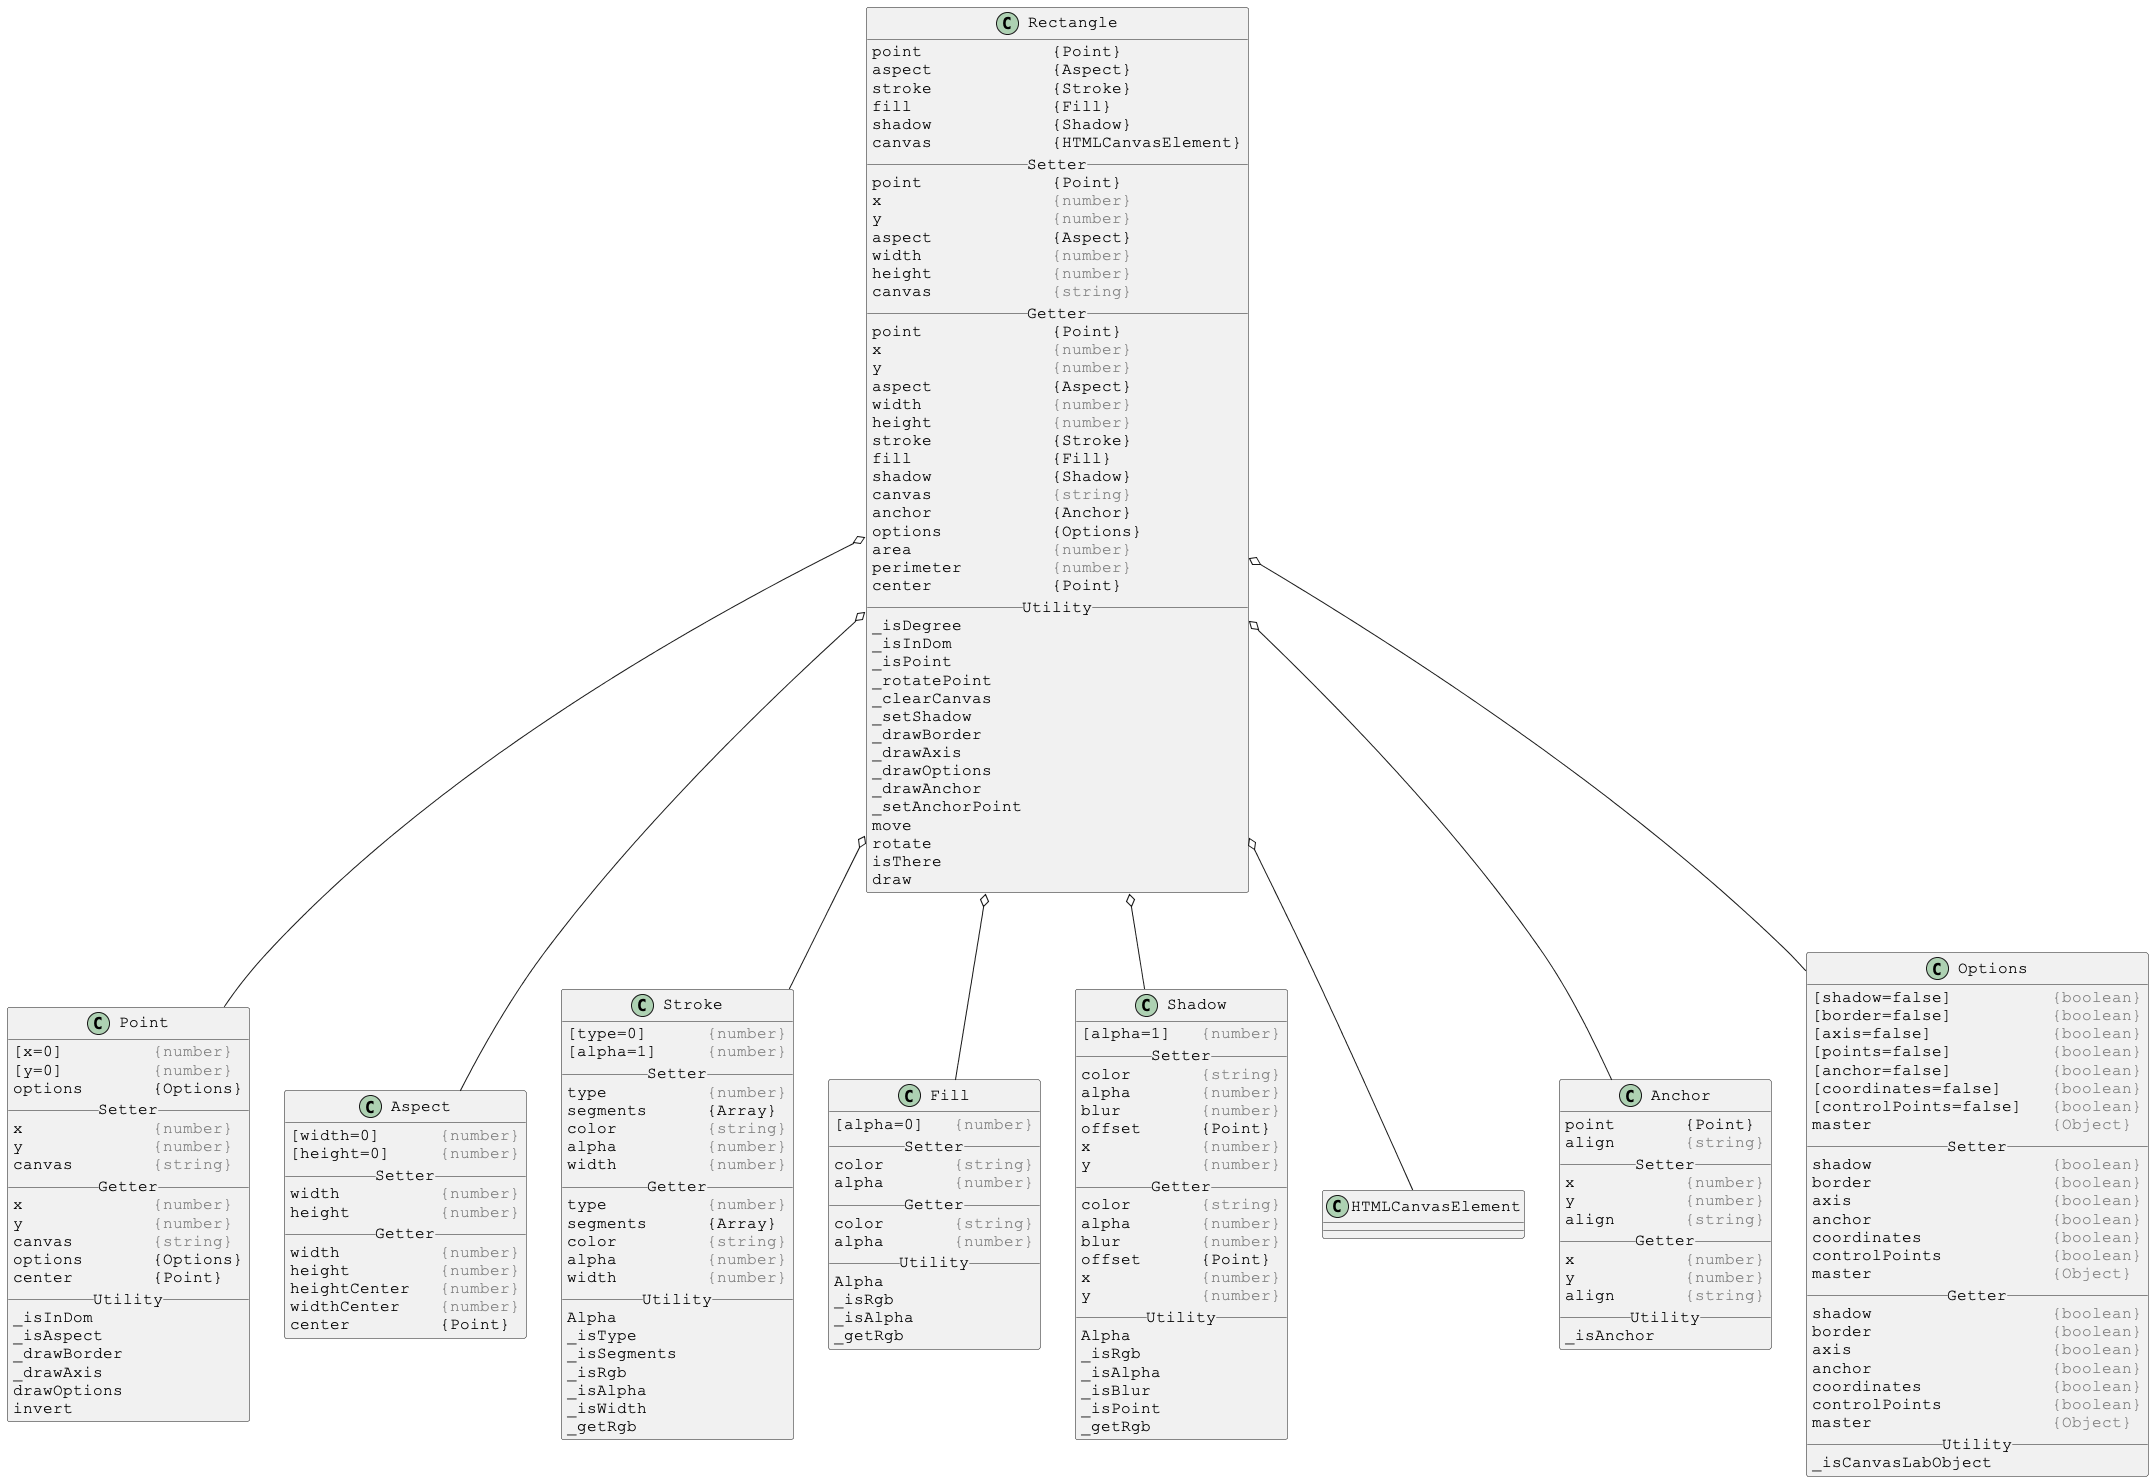 C Rectangle
point {Point}
aspect {Aspect}
stroke {Stroke}
fill {Fill}
shadow {Shadow}
canvas {HTMLCanvasElement}
Setter
point {Point}
x {number}
y {number}
aspect {Aspect}
width {number}
height {number}
canvas {string}
Getter
point {Point}
x {number}
y {number}
aspect {Aspect}
width {number}
height {number}
stroke {Stroke}
fill {Fill}
shadow {Shadow}
canvas {string}
anchor {Anchor}
options {Options}
area {number}
perimeter {number}
center {Point}
Utility
_isDegree
_isInDom
_isPoint
_rotatePoint
_clearCanvas
_setShadow
_drawBorder
_drawAxis
_drawOptions
_drawAnchor
_setAnchorPoint
move
rotate
isThere
draw
C Point
[x=0] {number}
[y=0] {number}
options {Options}
Setter
x {number}
y {number}
canvas {string}
Getter
x {number}
y {number}
canvas {string}
options {Options}
center {Point}
Utility
_isInDom
_isAspect
_drawBorder
_drawAxis
drawOptions
invert
C Aspect
[width=0] {number}
[height=0] {number}
Setter
width {number}
height {number}
Getter
width {number}
height {number}
heightCenter {number}
widthCenter {number}
center {Point}
C Stroke
[type=0] {number}
[alpha=1] {number}
Setter
type {number}
segments {Array}
color {string}
alpha {number}
width {number}
Getter
type {number}
segments {Array}
color {string}
alpha {number}
width {number}
Utility
Alpha
_isType
_isSegments
_isRgb
_isAlpha
_isWidth
_getRgb
C Fill
[alpha=0] {number}
Setter
color {string}
alpha {number}
Getter
color {string}
alpha {number}
Utility
Alpha
_isRgb
_isAlpha
_getRgb
C Shadow
[alpha=1] {number}
Setter
color {string}
alpha {number}
blur {number}
offset {Point}
x {number}
y {number}
Getter
color {string}
alpha {number}
blur {number}
offset {Point}
x {number}
y {number}
Utility
Alpha
_isRgb
_isAlpha
_isBlur
_isPoint
_getRgb
C HTMLCanvasElement
C Anchor
point {Point}
align {string}
Setter
x {number}
y {number}
align {string}
Getter
x {number}
y {number}
align {string}
Utility
_isAnchor
C Options
[shadow=false] {boolean}
[border=false] {boolean}
[axis=false] {boolean}
[points=false] {boolean}
[anchor=false] {boolean}
[coordinates=false] {boolean}
[controlPoints=false] {boolean}
master {Object}
Setter
shadow {boolean}
border {boolean}
axis {boolean}
anchor {boolean}
coordinates {boolean}
controlPoints {boolean}
master {Object}
Getter
shadow {boolean}
border {boolean}
axis {boolean}
anchor {boolean}
coordinates {boolean}
controlPoints {boolean}
master {Object}
Utility
_isCanvasLabObject